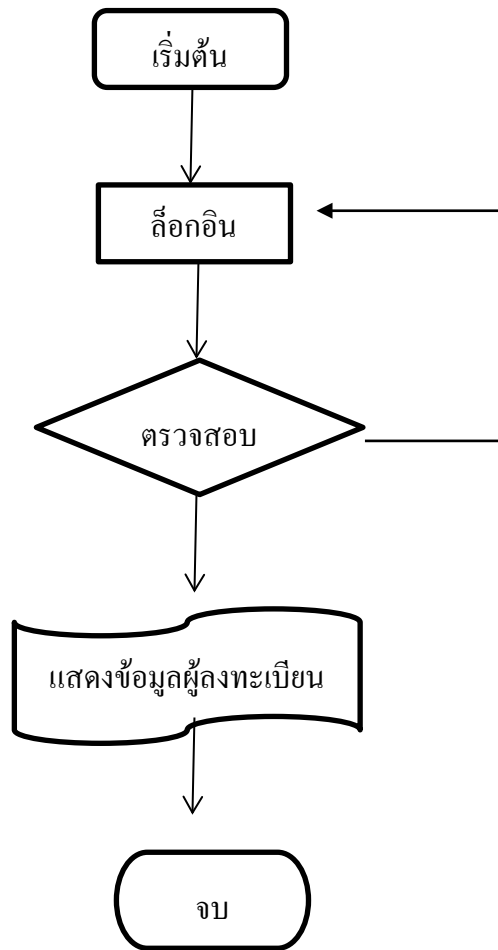 เริ่มต้น
ล็อกอิน
ตรวจสอบ
แสดงข้อมูลผู้ลงทะเบียน
จบ